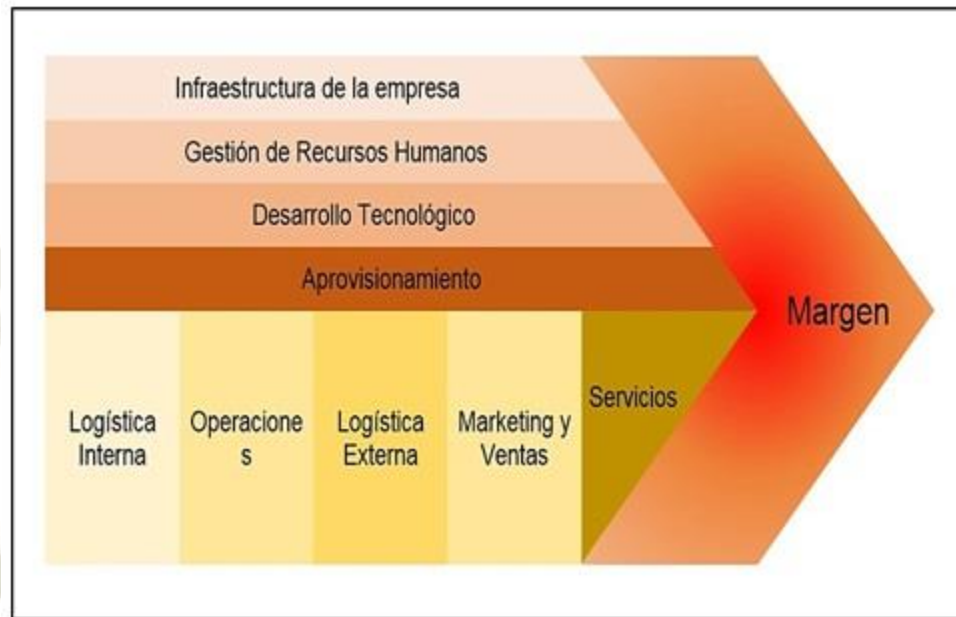 Infraestructura de la empresa
Gestión de Recursos Humanos
Desarrollo Tecnológico
Aprovisionamiento
Margen
Logística
Interna
Operacione
s
Logística
Externa
Marketing y
Ventas
Servicios